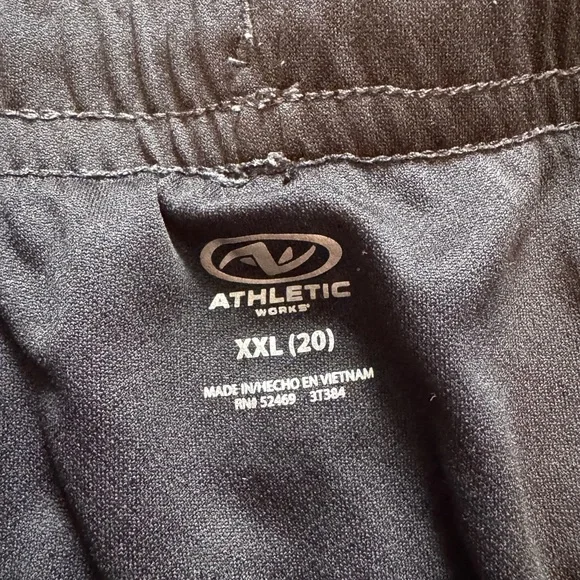 ATHLETIC
WORKS®
XXL (20)
MADE IN/HECHO EN VIETNAM
RN# 52469 3T384